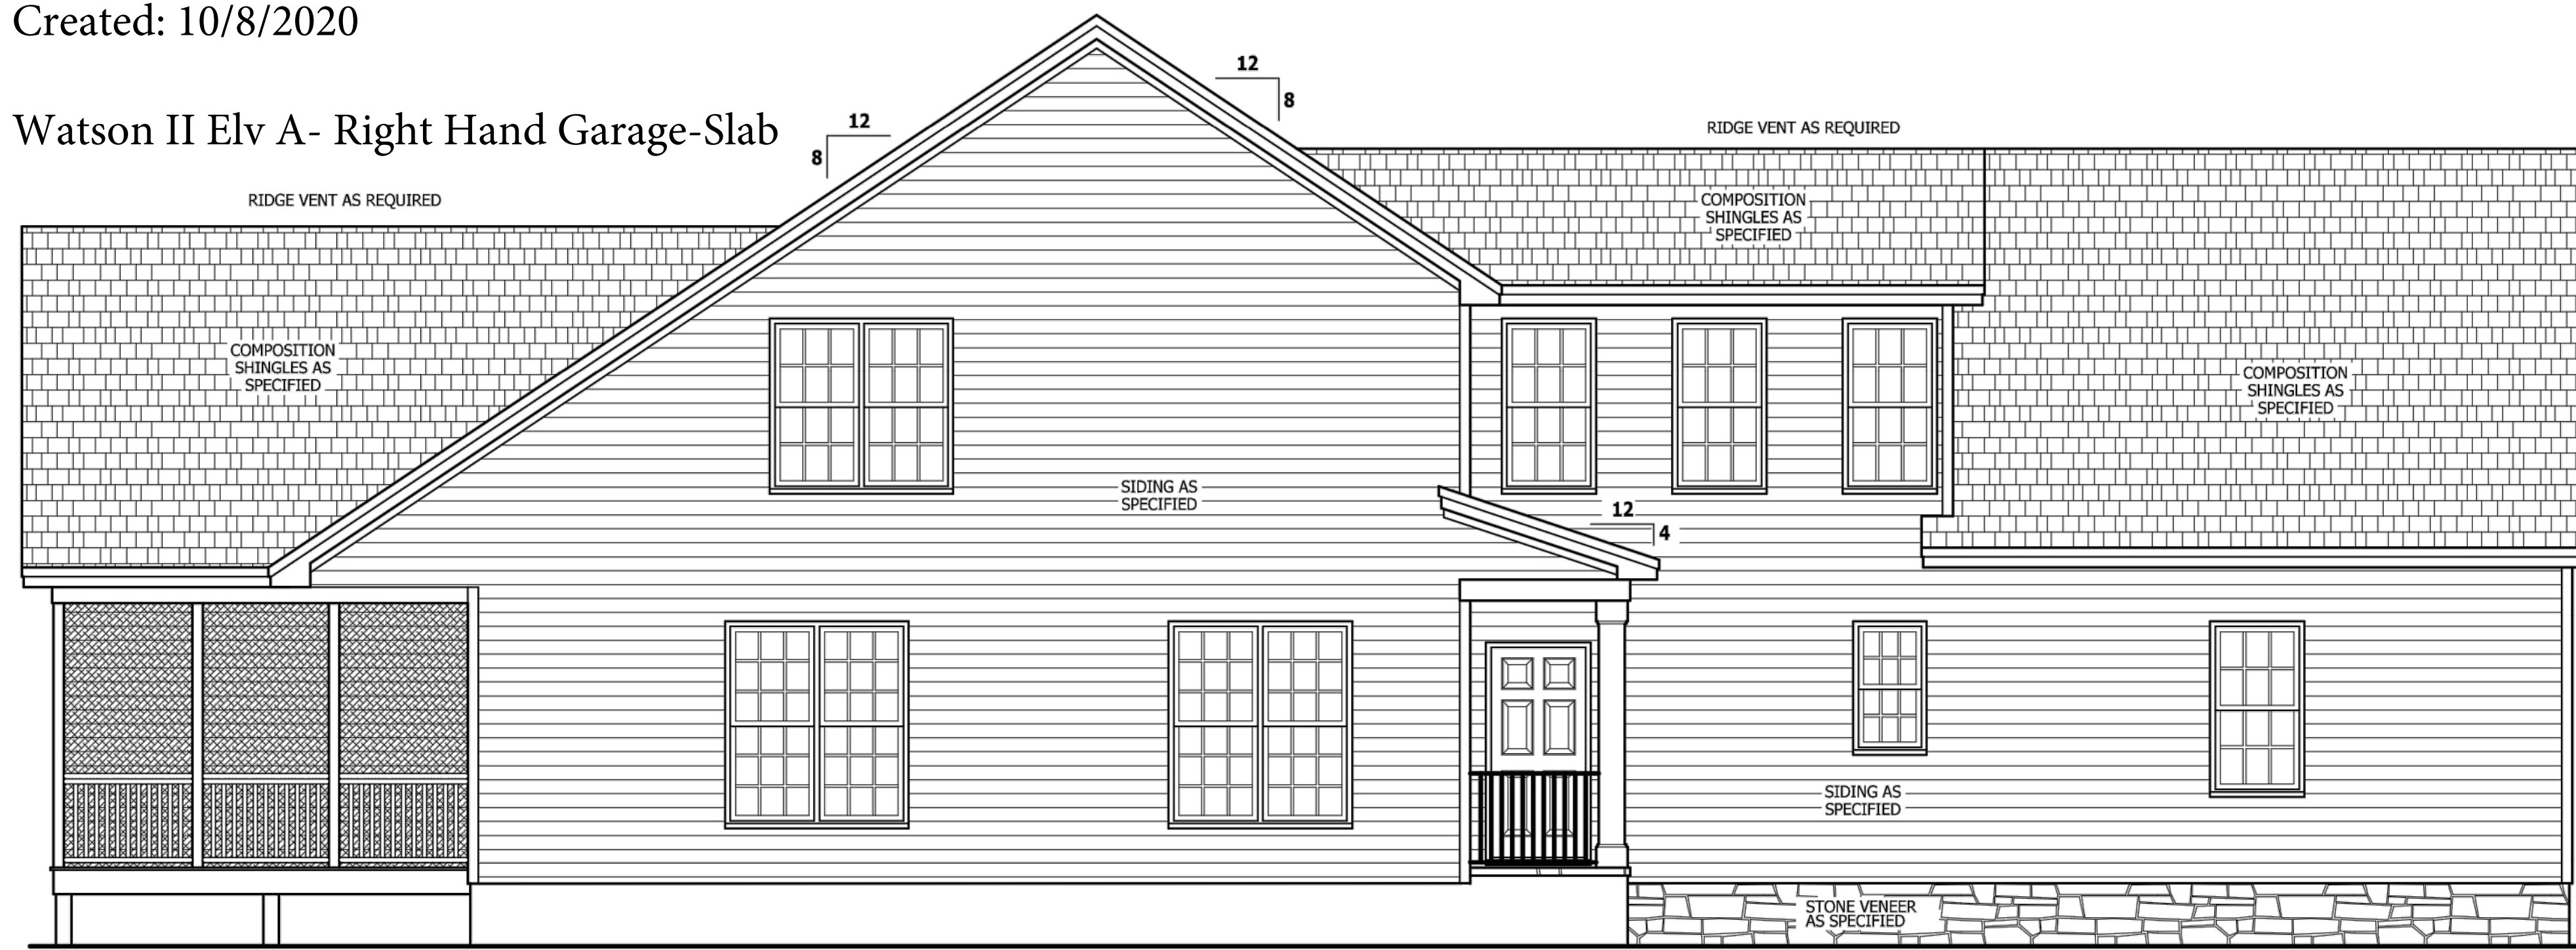 Created: 10/8/2020
Watson II Elv A- Right Hand Garage-Slab
12
8
12
8
RIDGE VENT AS REQUIRED
RIDGE VENT AS REQUIRED
COMPOSITION
SHINGLES AS
SPECIFIED
COMPOSITION
SHINGLES AS
SPECIFIED
COMPOSITION
SHINGLES AS
SPECIFIED
SIDING AS
SPECIFIED
12
4
SIDING AS
SPECIFIED
STONE VENEER
AS SPECIFIED